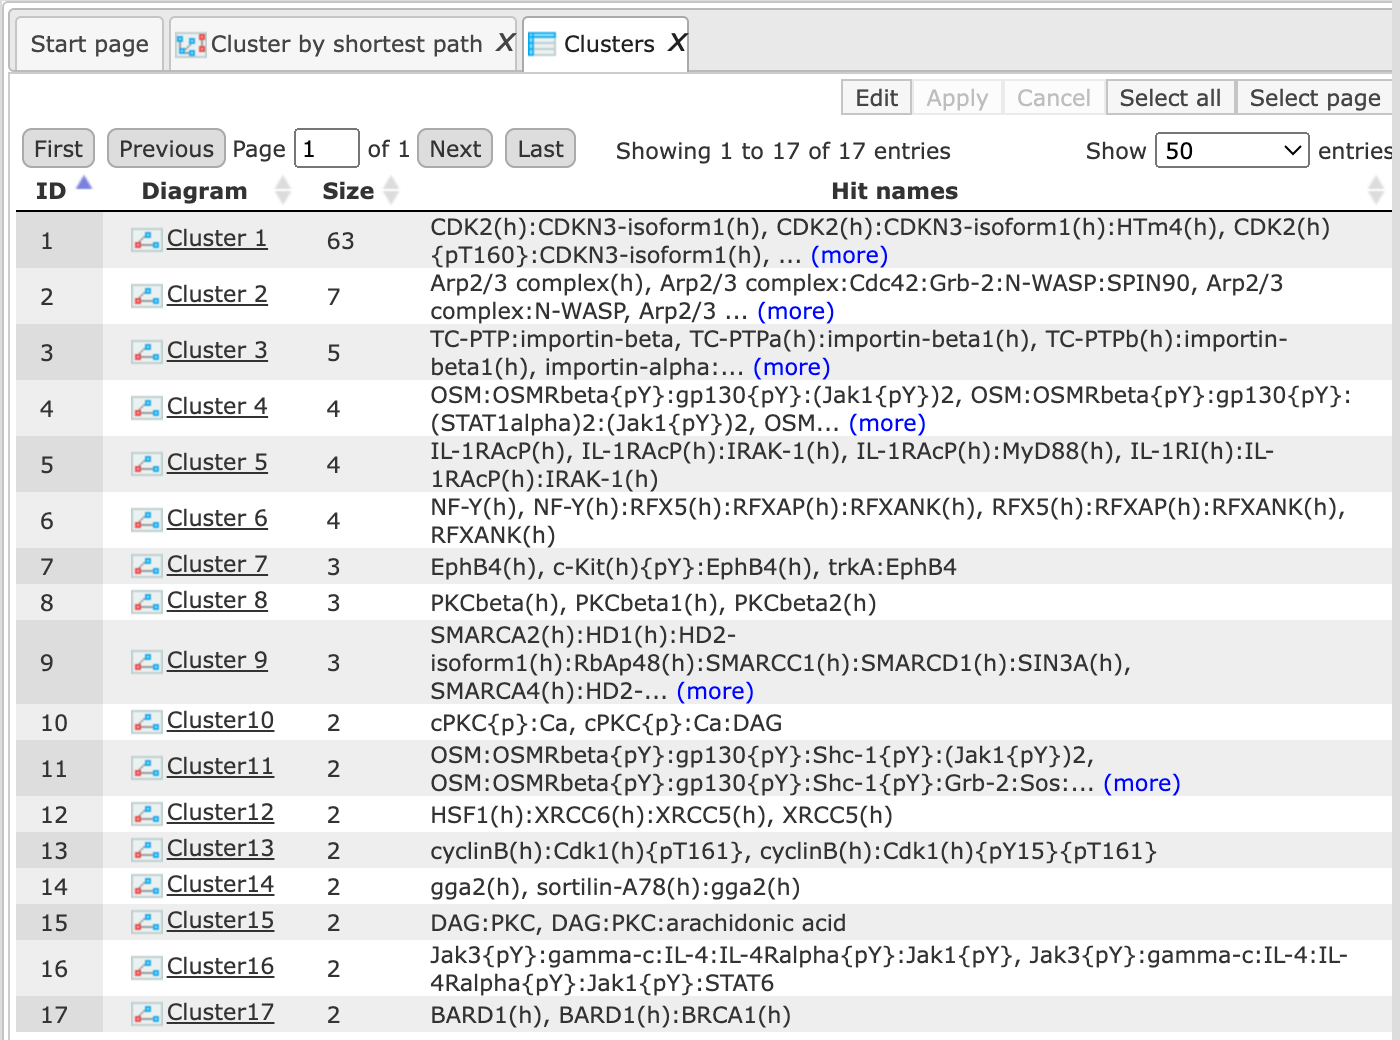 Start page Cluster by shortest path X Clusters X
Edit Apply Cancel Select all Select page
First Previous Page 1 of 1 Next Last Showing 1 to 17 of 17 entries Show 50 entries
ID Diagram Size Hit names
1 Cluster 1 63 CDK2(h):CDKN3-isoform1(h), CDK2(h):CDKN3-isoform1(h):HTm4(h), CDK2(h)
{pT160}:CDKN3-isoform1(h), ... (more)
2 Cluster 2 7 Arp2/3 complex(h), Arp2/3 complex:Cdc42:Grb-2:N-WASP:SPIN90, Arp2/3
complex:N-WASP, Arp2/3 ... (more)
3 Cluster 3 5 TC-PTP:importin-beta, TC-PTPa(h):importin-beta1(h), TC-PTPb(h):importin-
beta1(h), importin-alpha:... (more)
4 Cluster 4 4 OSM:OSMRbeta{pY}:gp130{pY}:(Jak1{pY})2, OSM:OSMRbeta{pY}:gp130{pY}:
(STAT1alpha)2:(Jak1{pY})2, OSM... (more)
5 Cluster 5 4 IL-1RAcP(h), IL-1RAcP(h):IRAK-1(h), IL-1RAcP(h):MyD88(h), IL-1RI(h):IL-
1RAcP(h):IRAK-1(h)
6 Cluster 6 4 NF-Y(h), NF-Y(h):RFX5(h):RFXAP(h):RFXANK(h), RFX5(h):RFXAP(h):RFXANK(h),
RFXANK(h)
7 Cluster 7 3 EphB4(h), c-Kit(h){pY}:EphB4(h), trkA:EphB4
8 Cluster 8 3 PKCbeta(h), PKCbeta1(h), PKCbeta2(h)
9 Cluster 9 3 SMARCA2(h):HD1(h):HD2-
isoform1(h):RbAp48(h):SMARCC1(h):SMARCD1(h):SIN3A(h),
SMARCA4(h):HD2-... (more)
10 Cluster10 2 cPKC{p}:Ca, cPKC{p}:Ca:DAG
11 Cluster11 2 OSM:OSMRbeta{pY}:gp130{pY}:Shc-1{pY}:(Jak1{pY})2,
OSM:OSMRbeta{pY}:gp130{pY}:Shc-1{pY}:Grb-2:Sos:... (more)
12 Cluster12 2 HSF1(h):XRCC6(h):XRCC5(h), XRCC5(h)
13 Cluster13 2 cyclinB(h):Cdk1(h){pT161}, cyclinB(h):Cdk1(h){pY15}{pT161}
14 Cluster14 2 gga2(h), sortilin-A78(h):gga2(h)
15 Cluster15 2 DAG:PKC, DAG:PKC:arachidonic acid
16 Cluster16 2 Jak3{pY}:gamma-c:IL-4:IL-4Ralpha{pY}:Jak1{pY}, Jak3{pY}:gamma-c:IL-4:IL-
4Ralpha{pY}:Jak1{pY}:STAT6
17 Cluster17 2 BARD1(h), BARD1(h):BRCA1(h)